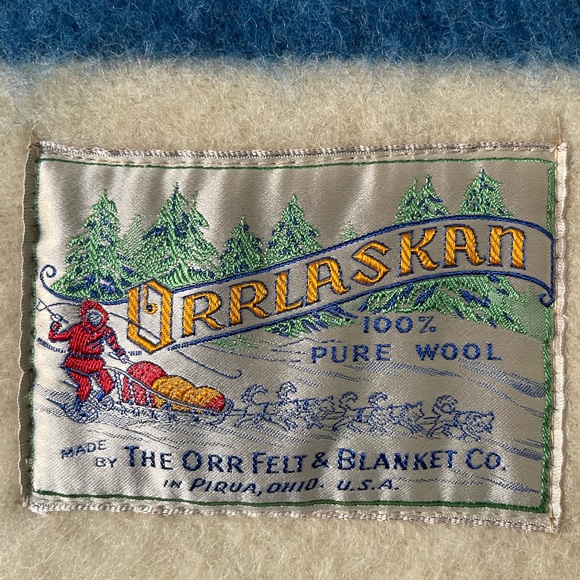 ORRLASKAN
100%
PURE WOOL
MADE
BY THE ORR FELT & BLANKET CO.
IN PIQUA, OHIO. U.S.A.